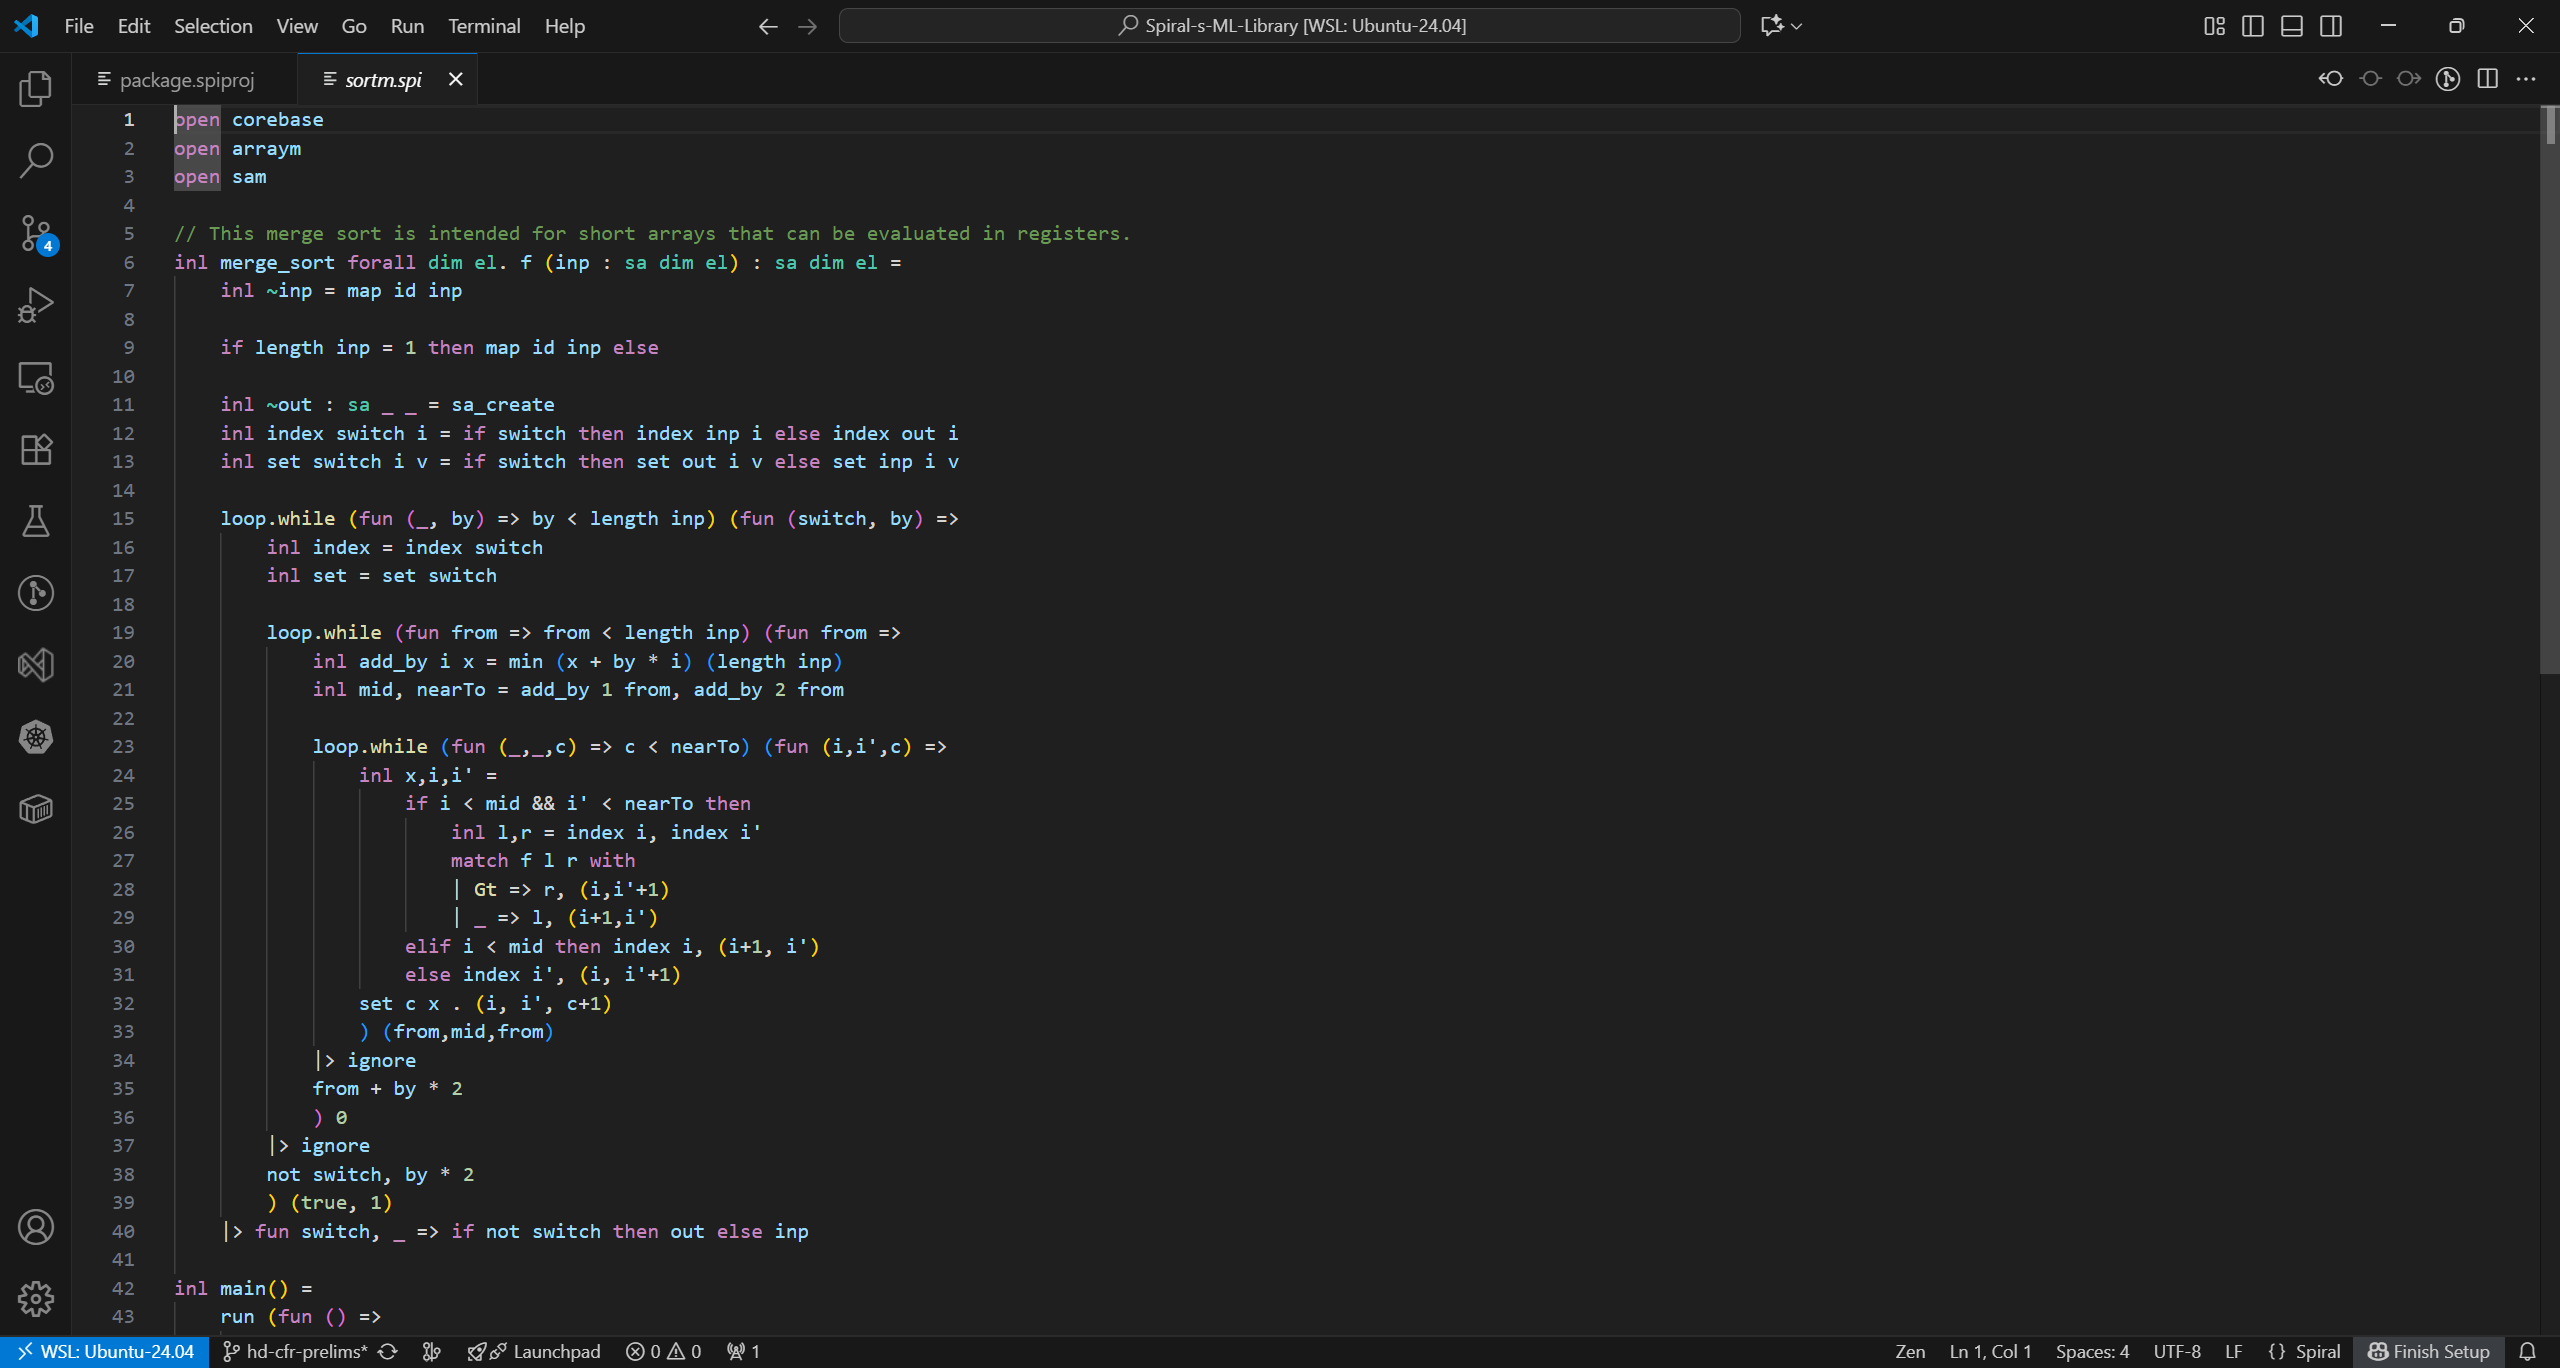 File Edit Selection View Go Run Terminal Help
Spiral-s-ML-Library [WSL: Ubuntu-24.04]
package.spiproj
sortm.spi
1 open corebase
2 open arraym
3 open sam
4
5 // This merge sort is intended for short arrays that can be evaluated in registers.
6 inl merge_sort forall dim el. f (inp : sa dim el) : sa dim el =
7     inl ~inp = map id inp
8
9     if length inp = 1 then map id inp else
10
11     inl ~out : sa _ _ = sa_create
12     inl index switch i = if switch then index inp i else index out i
13     inl set switch i v = if switch then set out i v else set inp i v
14
15     loop.while (fun (_, by) => by < length inp) (fun (switch, by) =>
16         inl index = index switch
17         inl set = set switch
18
19         loop.while (fun from => from < length inp) (fun from =>
20             inl add_by i x = min (x + by * i) (length inp)
21             inl mid, nearTo = add_by 1 from, add_by 2 from
22
23             loop.while (fun (_,_,c) => c < nearTo) (fun (i,i',c) =>
24                 inl x,i,i' =
25                     if i < mid && i' < nearTo then
26                         inl l,r = index i, index i'
27                         match f l r with
28                         | Gt => r, (i,i'+1)
29                         | _ => l, (i+1,i')
30                     elif i < mid then index i, (i+1, i')
31                     else index i', (i, i'+1)
32                 set c x . (i, i', c+1)
33                 ) (from,mid,from)
34             |> ignore
35             from + by * 2
36             ) 0
37         |> ignore
38         not switch, by * 2
39         ) (true, 1)
40     |> fun switch, _ => if not switch then out else inp
41
42 inl main() =
43     run (fun () =>
4
WSL: Ubuntu-24.04 hd-cfr-prelims* Launchpad 0 0 1 Zen Ln 1, Col 1 Spaces: 4 UTF-8 LF {} Spiral Finish Setup